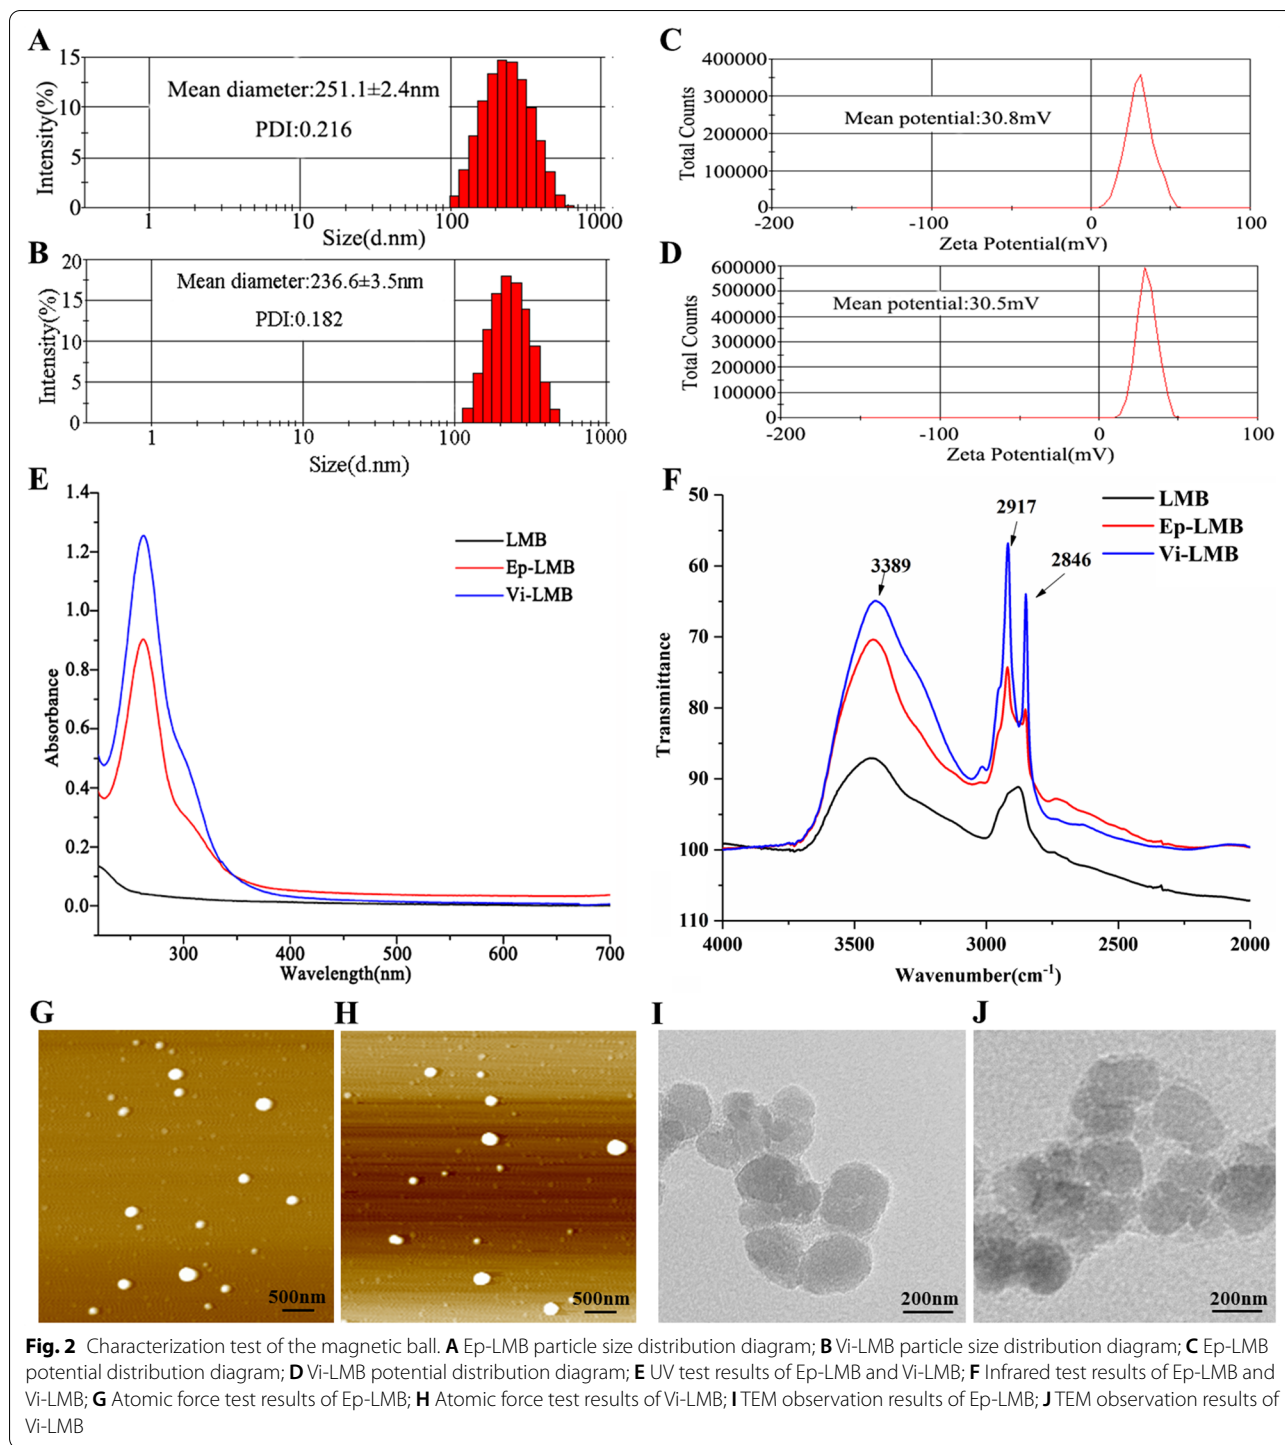 A
15
10
5
0
Intensity(%)
Mean diameter:251.1±2.4nm
PDI:0.216
1
10
100
1000
Size(d.nm)
C
400000
300000
200000
100000
0
Total Counts
Mean potential:30.8mV
-200
-100
0
100
Zeta Potential(mV)
B
20
15
10
5
0
Intensity(%)
Mean diameter:236.6±3.5nm
PDI:0.182
1
10
100
1000
Size(d.nm)
D
600000
500000
400000
300000
200000
100000
0
Total Counts
Mean potential:30.5mV
-200
-100
0
100
Zeta Potential(mV)
E
1.4
1.2
1.0
0.8
0.6
0.4
0.2
0.0
Absorbance
LMB
Ep-LMB
Vi-LMB
300
400
500
600
700
Wavelength(nm)
F
50
60
70
80
90
100
110
Transmittance
3389
2917
2846
LMB
Ep-LMB
Vi-LMB
4000
3500
3000
2500
2000
Wavenumber(cm-1)
G
500nm
H
500nm
I
200nm
J
200nm
Fig. 2 Characterization test of the magnetic ball. A Ep-LMB particle size distribution diagram; B Vi-LMB particle size distribution diagram; C Ep-LMB
potential distribution diagram; D Vi-LMB potential distribution diagram; E UV test results of Ep-LMB and Vi-LMB; F Infrared test results of Ep-LMB and
Vi-LMB; G Atomic force test results of Ep-LMB; H Atomic force test results of Vi-LMB; I TEM observation results of Ep-LMB; J TEM observation results of
Vi-LMB